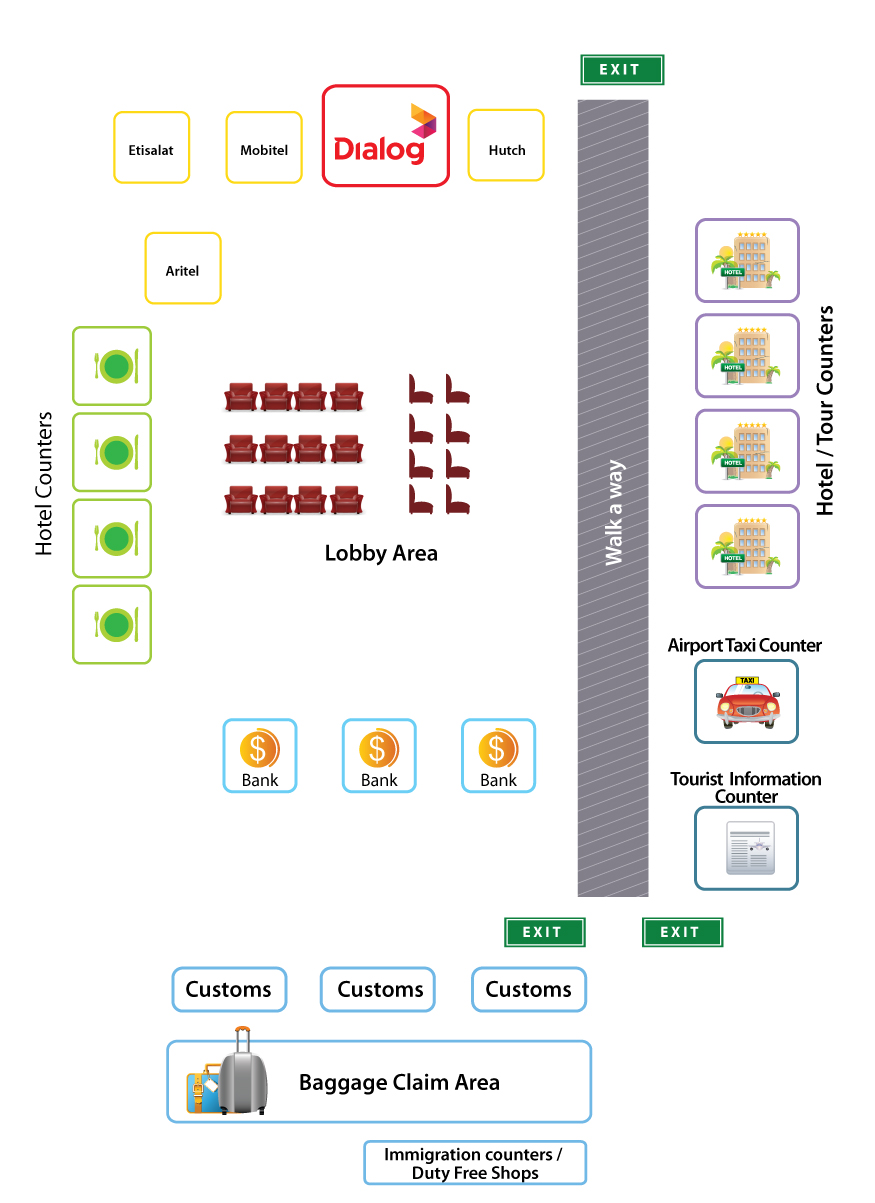 EXIT
Etisalat
Mobitel
Dialog
Hutch
Aritel
HOTEL
HOTEL
HOTEL
HOTEL
Hotel Counters
Hotel / Tour Counters
Walk a way
Lobby Area
Airport Taxi Counter
TAXI
Bank
Bank
Bank
Tourist Information
Counter
EXIT
EXIT
Customs
Customs
Customs
Baggage Claim Area
Immigration counters /
Duty Free Shops